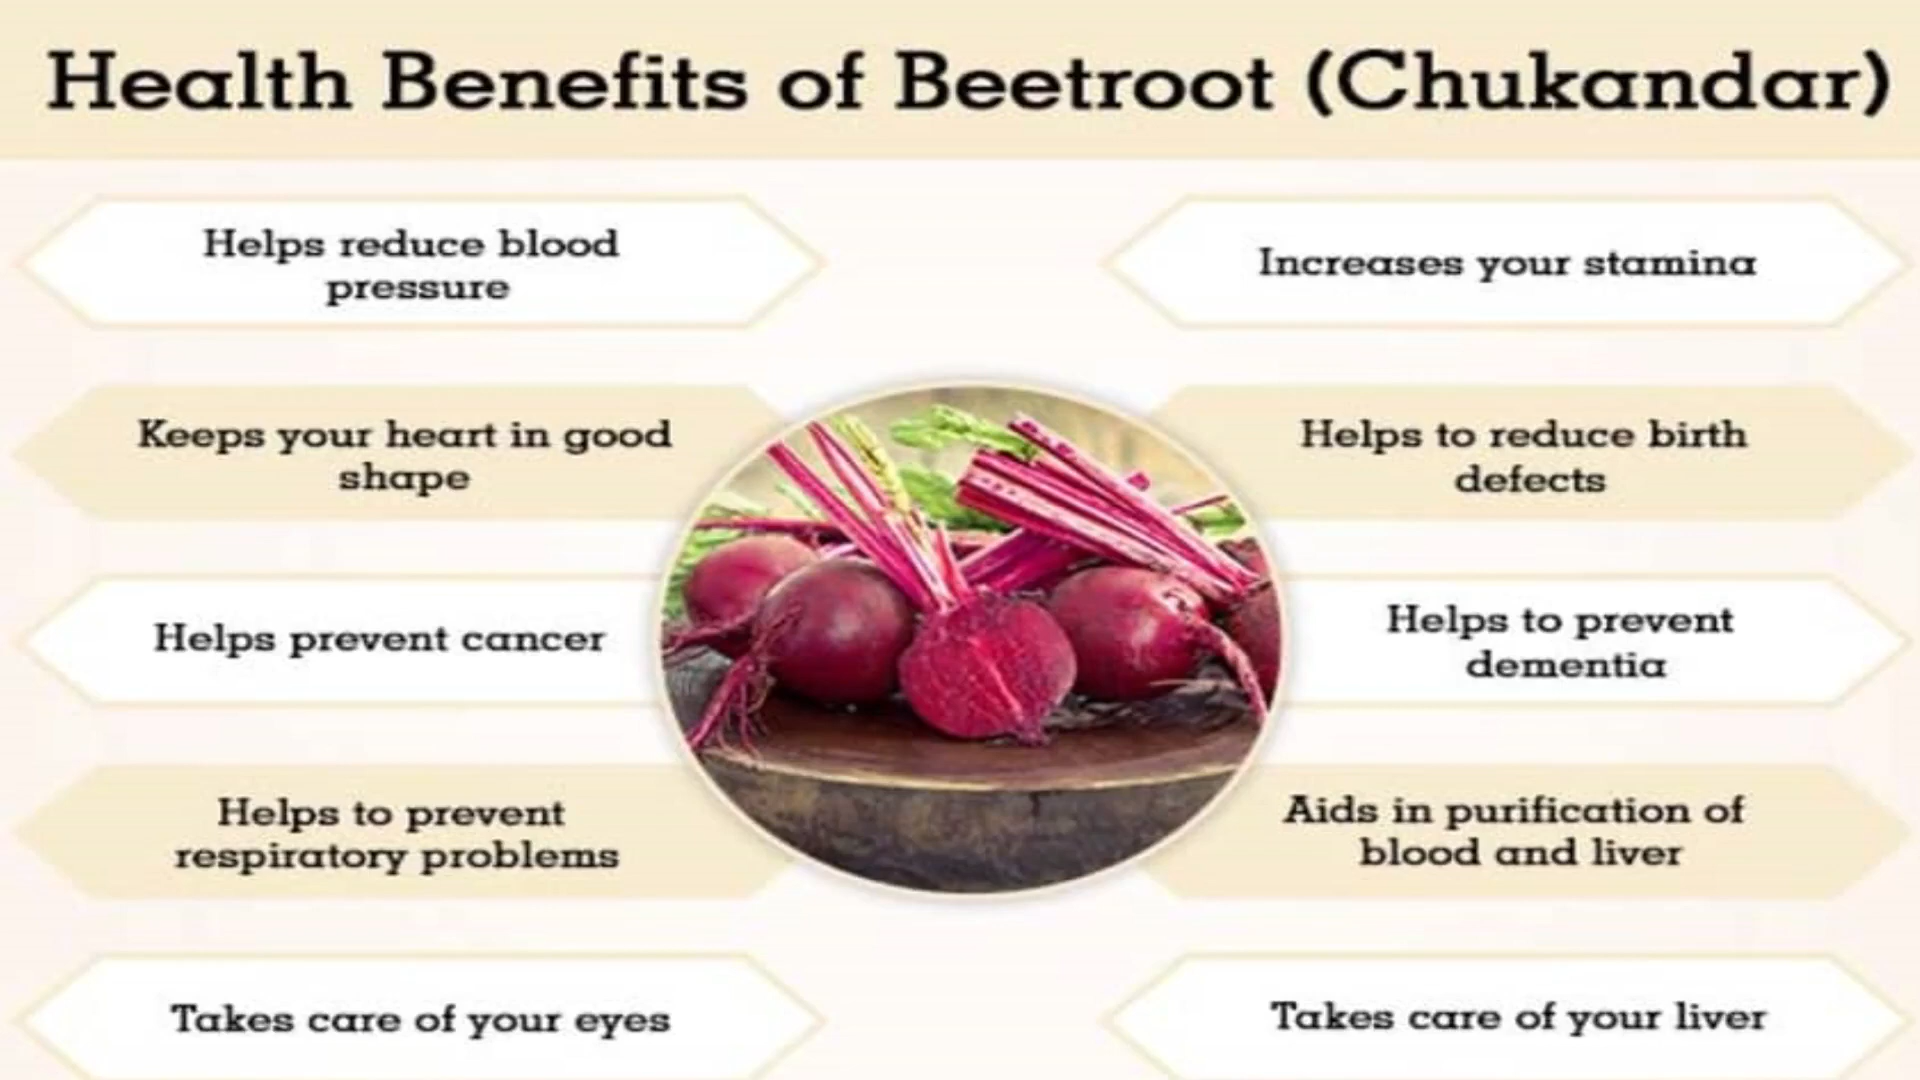 Health Benefits of Beetroot (Chukandar)
Helps reduce blood
pressure
Increases your stamina
Keeps your heart in good
shape
Helps to reduce birth
defects
Helps prevent cancer
Helps to prevent
dementia
Helps to prevent
respiratory problems
Aids in purification of
blood and liver
Takes care of your eyes
Takes care of your liver